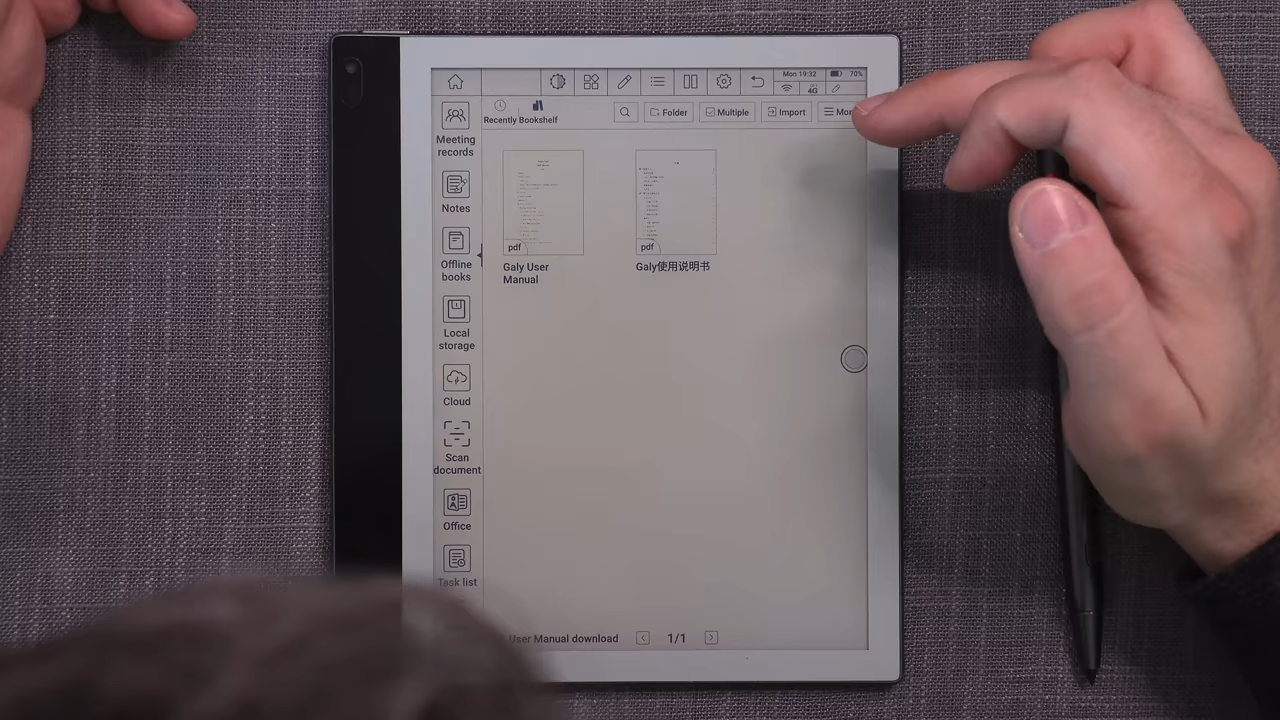 Mon 19:32
70%
4G
Recently Bookshelf
Folder
Multiple
Import
Mor
Meeting
records
Notes
Offline
books
Local
storage
Cloud
Scan
document
Office
Task list
pdf
Galy User
Manual
pdf
Galy使用说明书
User Manual download
1/1